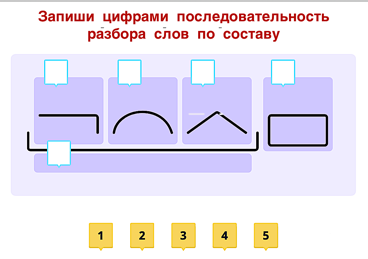 Запиши цифрами последовательность
разбора слов по составу
1 2 3 4 5